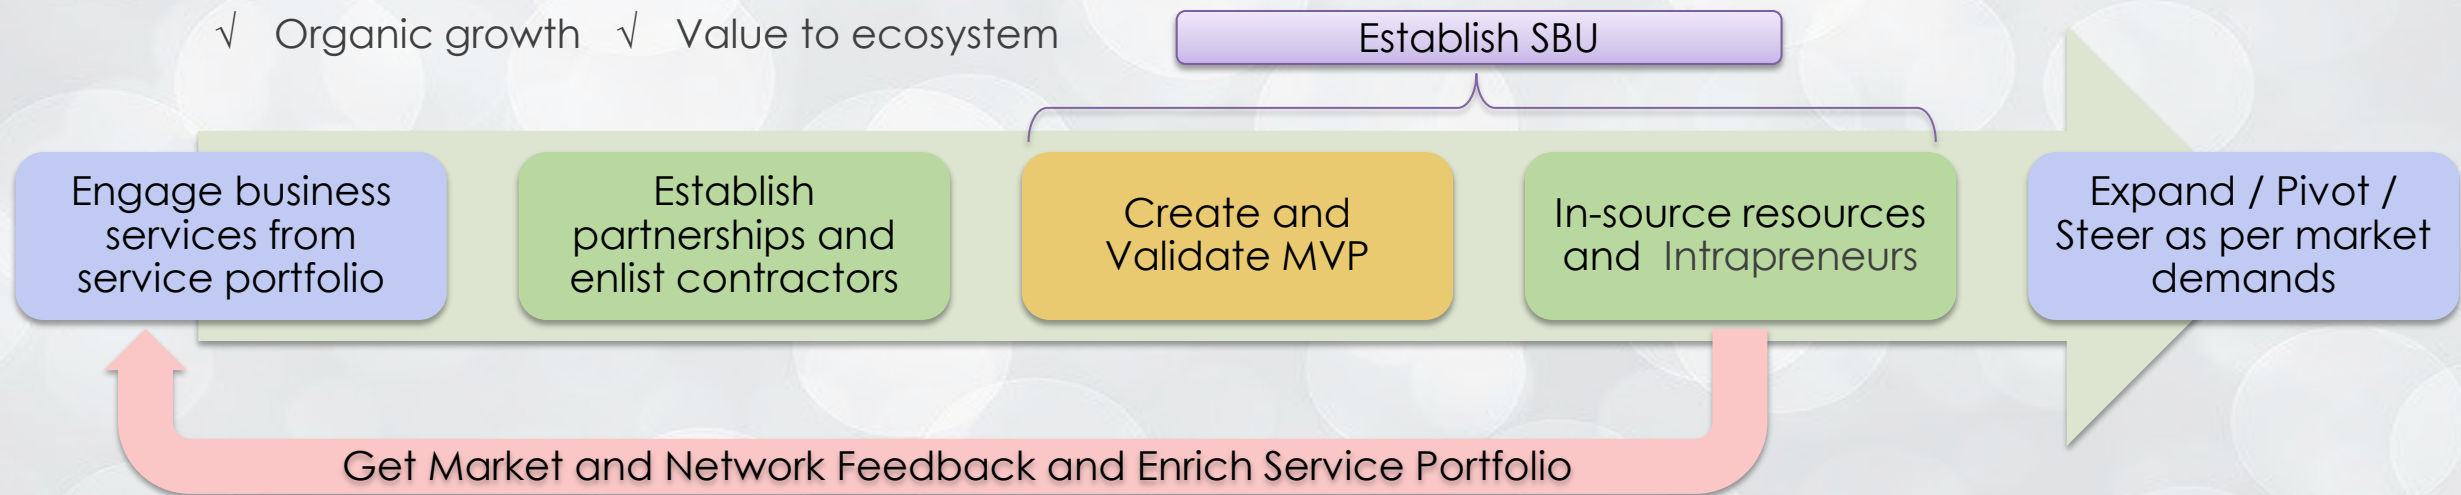 √ Organic growth √ Value to ecosystem
Establish SBU
Engage business
services from
service portfolio
Establish
partnerships and
enlist contractors
Create and
Validate MVP
In-source resources
and Intrapreneurs
Expand / Pivot /
Steer as per market
demands
Get Market and Network Feedback and Enrich Service Portfolio